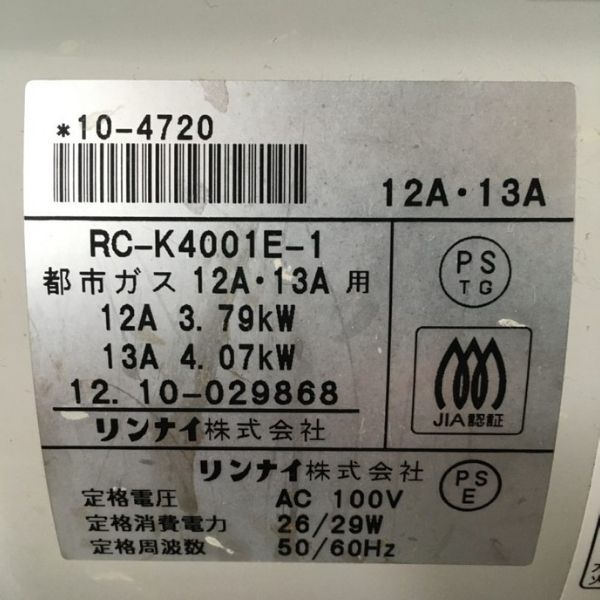 *10-4720
12A・13A
RC-K4001E-1
都市ガス 12A・13A 用
12A 3.79kW
13A 4.07kW
12.10-029868
リンナイ株式会社
PS
TG
JIA認証
リンナイ株式会社
定格電圧 AC 100V
定格消費電力 26/29W
定格周波数 50/60Hz
PS
E